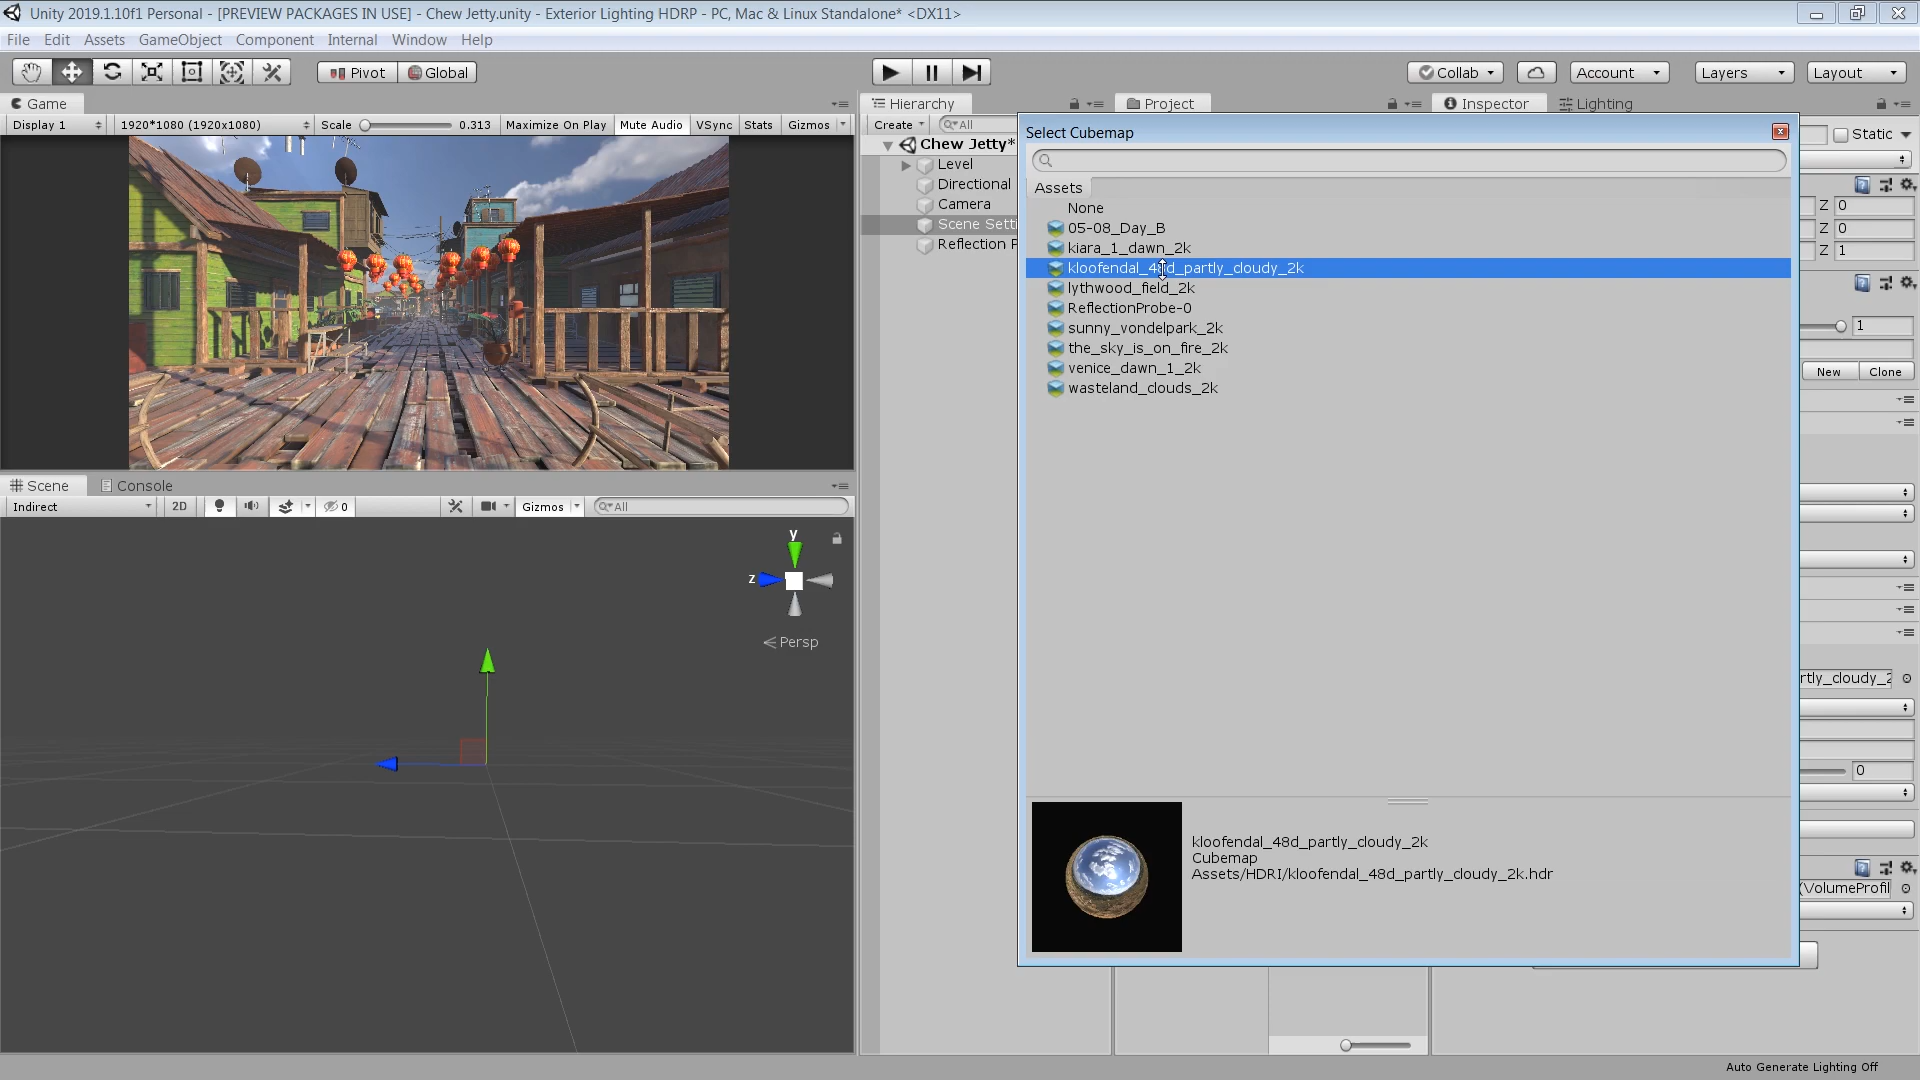 Unity 2019.1.10f1 Personal - [PREVIEW PACKAGES IN USE] - Chew Jetty.unity - Exterior Lighting HDRP - PC, Mac & Linux Standalone* <DX11>
File Edit Assets GameObject Component Internal Window Help
Pivot Global Collab Account Layers Layout
Game Hierarchy Project Inspector Lighting
Display 1 1920*1080 (1920x1080) Scale 0.313 Maximize On Play Mute Audio VSync Stats Gizmos
Create All
Chew Jetty*
Level
Directional
Camera
Scene Setti
Reflection P
Select Cubemap
Assets
None
05-08_Day_B
kiara_1_dawn_2k
kloofendal_48d_partly_cloudy_2k
lythwood_field_2k
ReflectionProbe-0
sunny_vondelpark_2k
the_sky_is_on_fire_2k
venice_dawn_1_2k
wasteland_clouds_2k
kloofendal_48d_partly_cloudy_2k
Cubemap
Assets/HDRI/kloofendal_48d_partly_cloudy_2k.hdr
Static
Z 0
Z 0
Z 1
1
New Clone
rtly_cloudy_2
0
(VolumeProfil
Scene Console
Indirect 2D 0 Gizmos All
y
z
Persp
Auto Generate Lighting Off